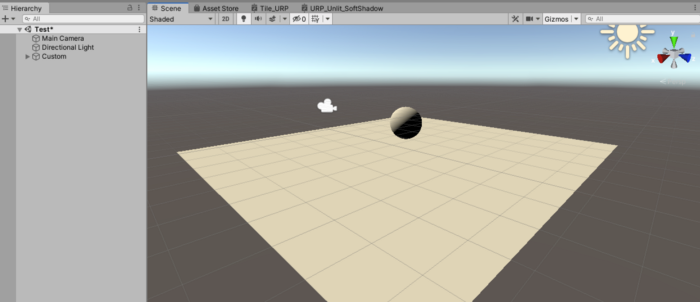 Hierarchy
Scene
Asset Store
Tile_URP
URP_Unlit_SoftShadow
All
Shaded
2D
0
Gizmos
All
Test*
Main Camera
Directional Light
Custom